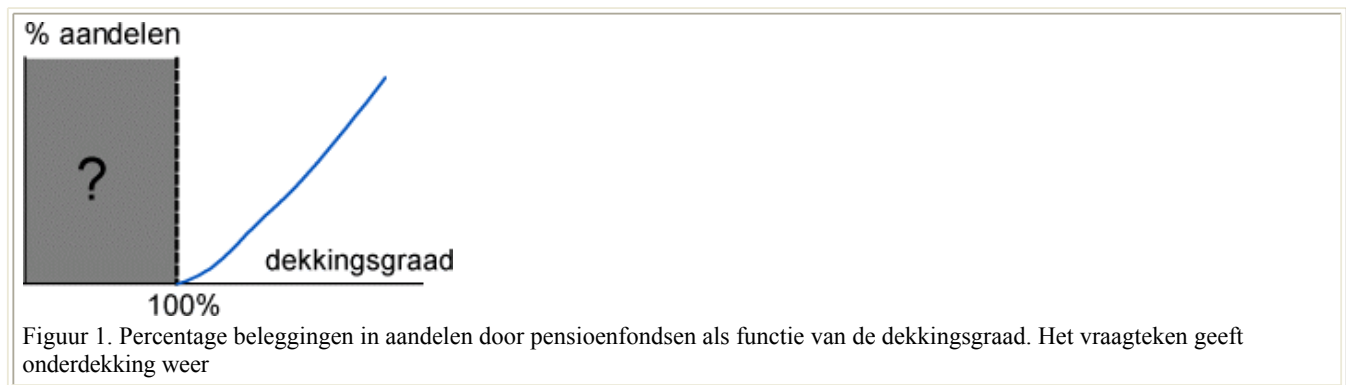 % aandelen
?
dekkingsgraad
100%
Figuur 1. Percentage beleggingen in aandelen door pensioenfondsen als functie van de dekkingsgraad. Het vraagteken geeft
onderdekking weer